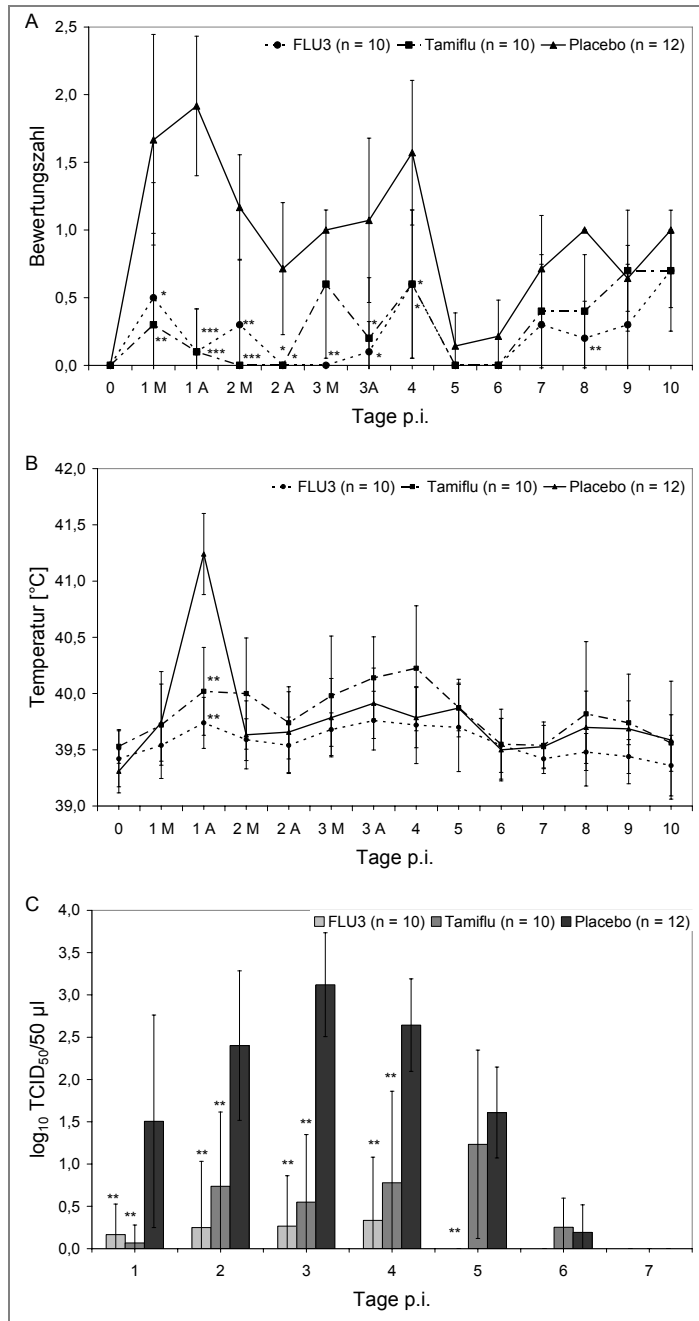 A
FLU3 (n = 10) Tamiflu (n = 10) Placebo (n = 12)
Bewertungszahl
2,5
2,0
1,5
1,0
0,5
0,0
* ** *** *** ** *** * * ** * * * * **
0 1 M 1 A 2 M 2 A 3 M 3A 4 5 6 7 8 9 10
Tage p.i.
B
FLU3 (n = 10) Tamiflu (n = 10) Placebo (n = 12)
Temperatur [°C]
42,0
41,5
41,0
40,5
40,0
39,5
39,0
**
**
0 1 M 1 A 2 M 2 A 3 M 3 A 4 5 6 7 8 9 10
Tage p.i.
C
FLU3 (n = 10) Tamiflu (n = 10) Placebo (n = 12)
log₁₀ TCID₅₀/50 µl
4,0
3,5
3,0
2,5
2,0
1,5
1,0
0,5
0,0
** ** ** ** ** ** ** ** **
1 2 3 4 5 6 7
Tage p.i.